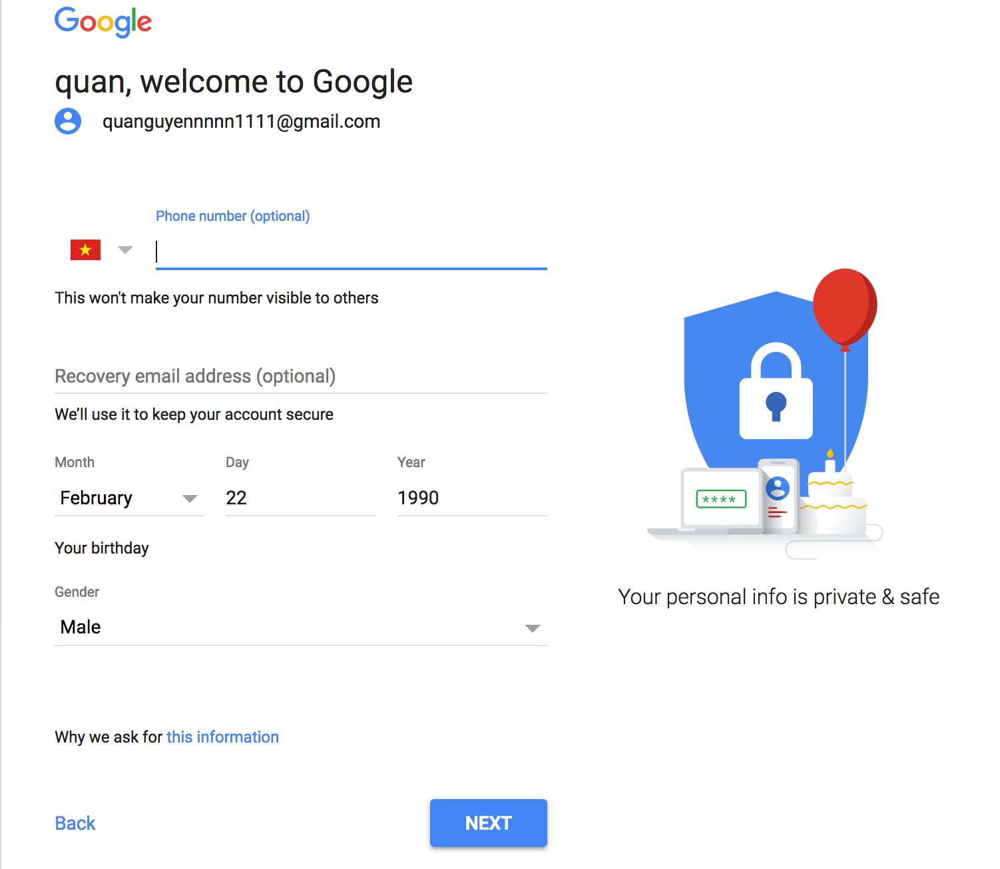 Google
quan, welcome to Google
quanguyennnnn1111@gmail.com
Phone number (optional)
This won't make your number visible to others
Recovery email address (optional)
We’ll use it to keep your account secure
Month Day Year
February 22 1990
Your birthday
Gender
Male
Why we ask for this information
Back NEXT
****
Your personal info is private & safe